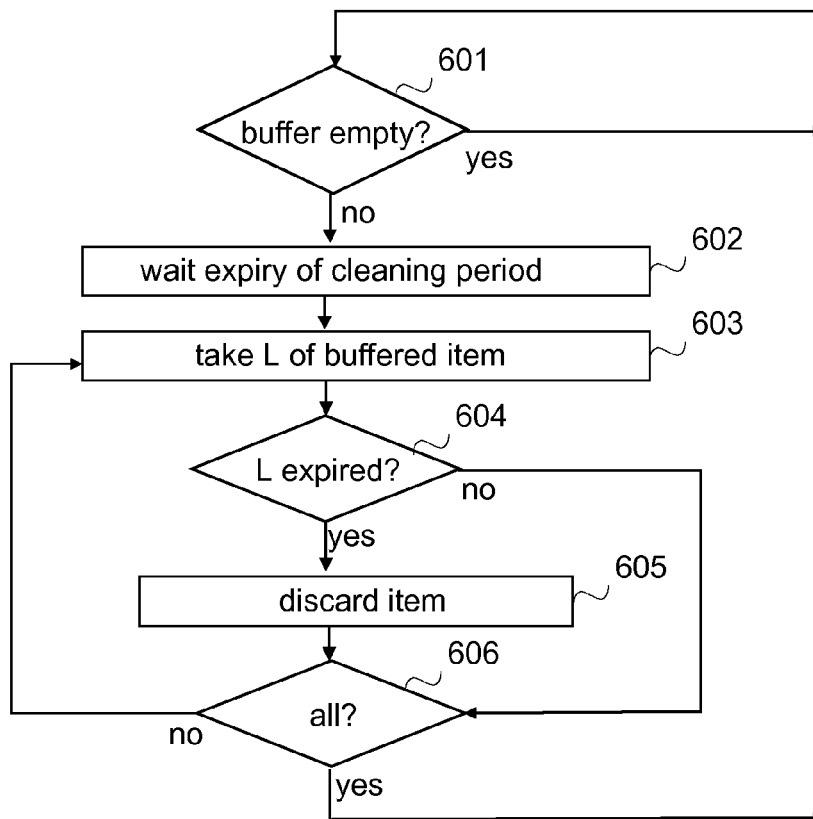 601
buffer empty?
yes
no
602
wait expiry of cleaning period
603
take L of buffered item
604
L expired?
no
yes
605
discard item
606
all?
no
yes